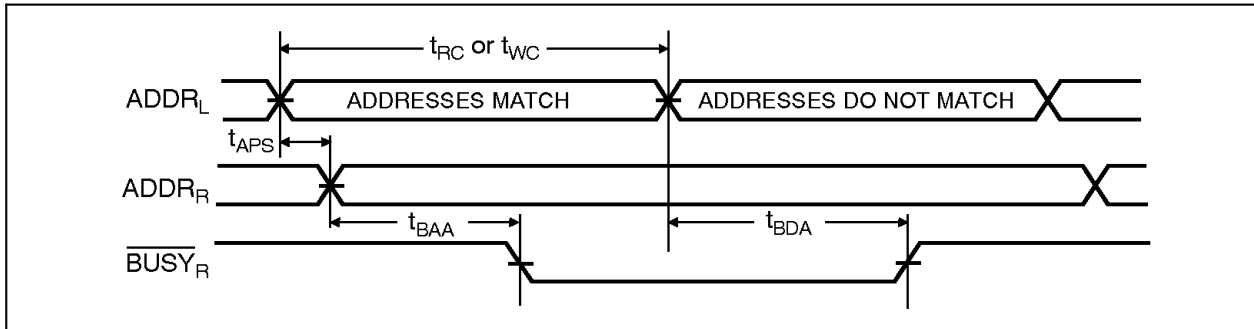 tRC or tWC
ADDRL ADDRESSES MATCH ADDRESSES DO NOT MATCH
tAPS
ADDRR
tBAA tBDA
BUSYR